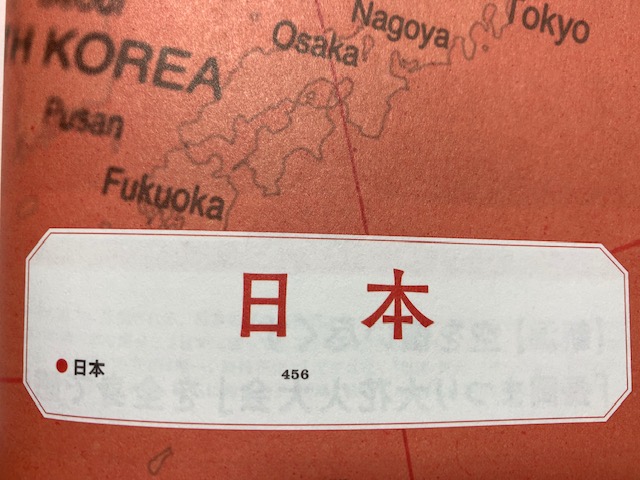 Tokyo
Nagoya
Osaka
KOREA
Pusan
Fukuoka
日本
●日本 456